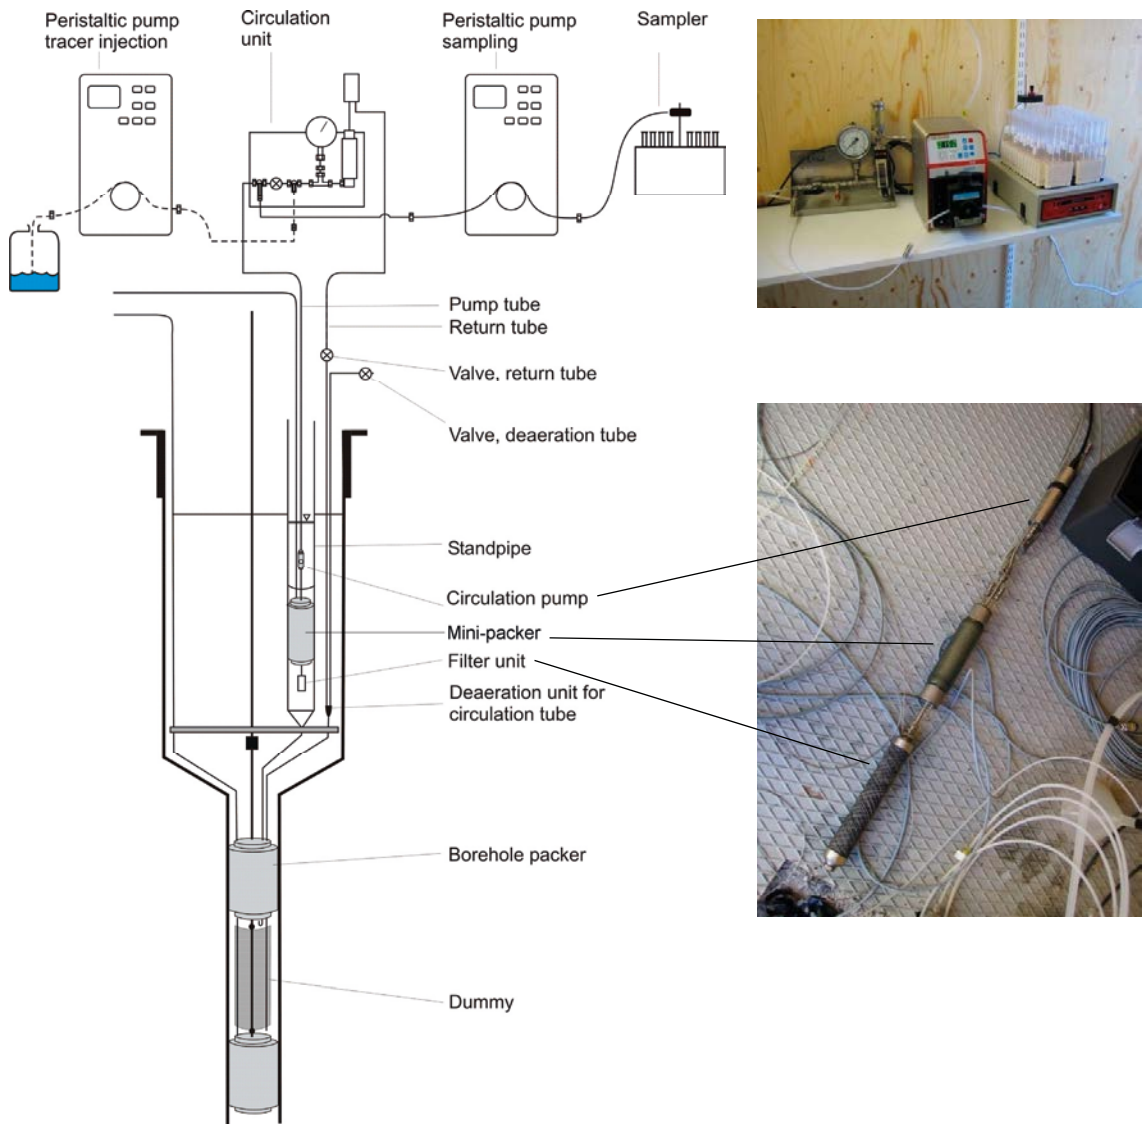 Peristaltic pump
tracer injection
Circulation
unit
Peristaltic pump
sampling
Sampler
Pump tube
Return tube
Valve, return tube
Valve, deaeration tube
Standpipe
Circulation pump
Mini-packer
Filter unit
Deaeration unit for
circulation tube
Borehole packer
Dummy